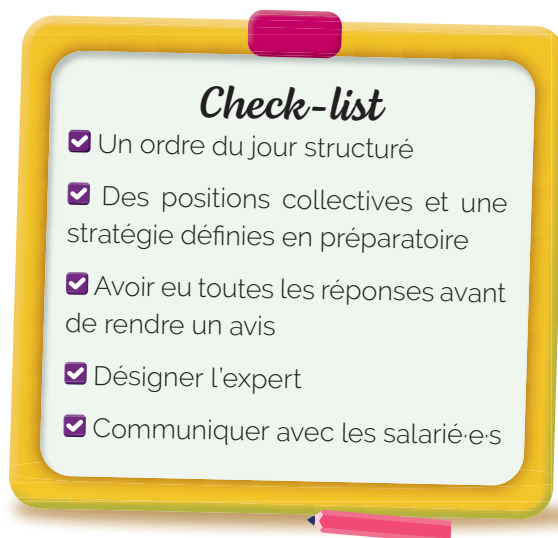 Check-list
Un ordre du jour structuré
Des positions collectives et une
stratégie définies en préparatoire
Avoir eu toutes les réponses avant
de rendre un avis
Désigner l'expert
Communiquer avec les salarié·e·s